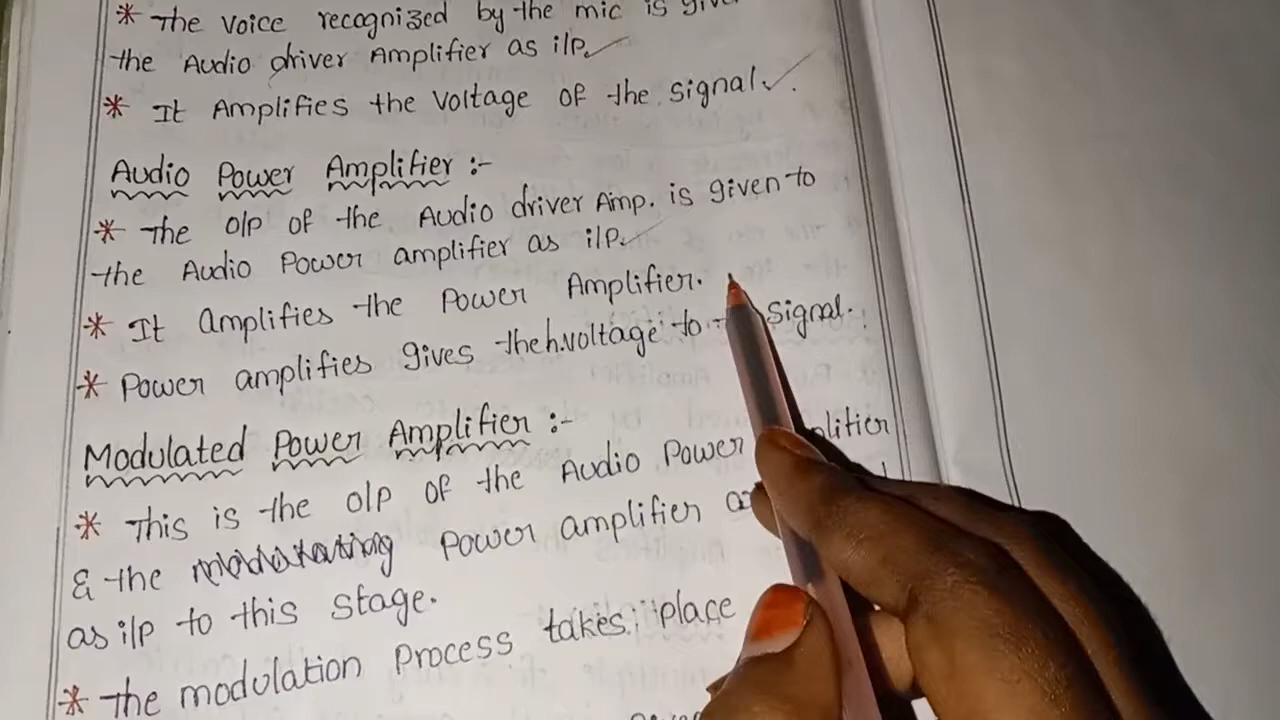 * The voice recognized by the mic is
the Audio driver Amplifier as i/p
* It Amplifies the Voltage of the signal.
Audio Power Amplifier :-
* The o/p of the Audio driver Amp. is given to
the Audio Power amplifier as i/p.
* It amplifies the Power Amplifier.
* Power amplifies gives the h.voltage to signal.
Modulated Power Amplifier :-
* This is the o/p of the Audio Power
& the Power amplifier
as i/p to this stage.
* The modulation Process takes place